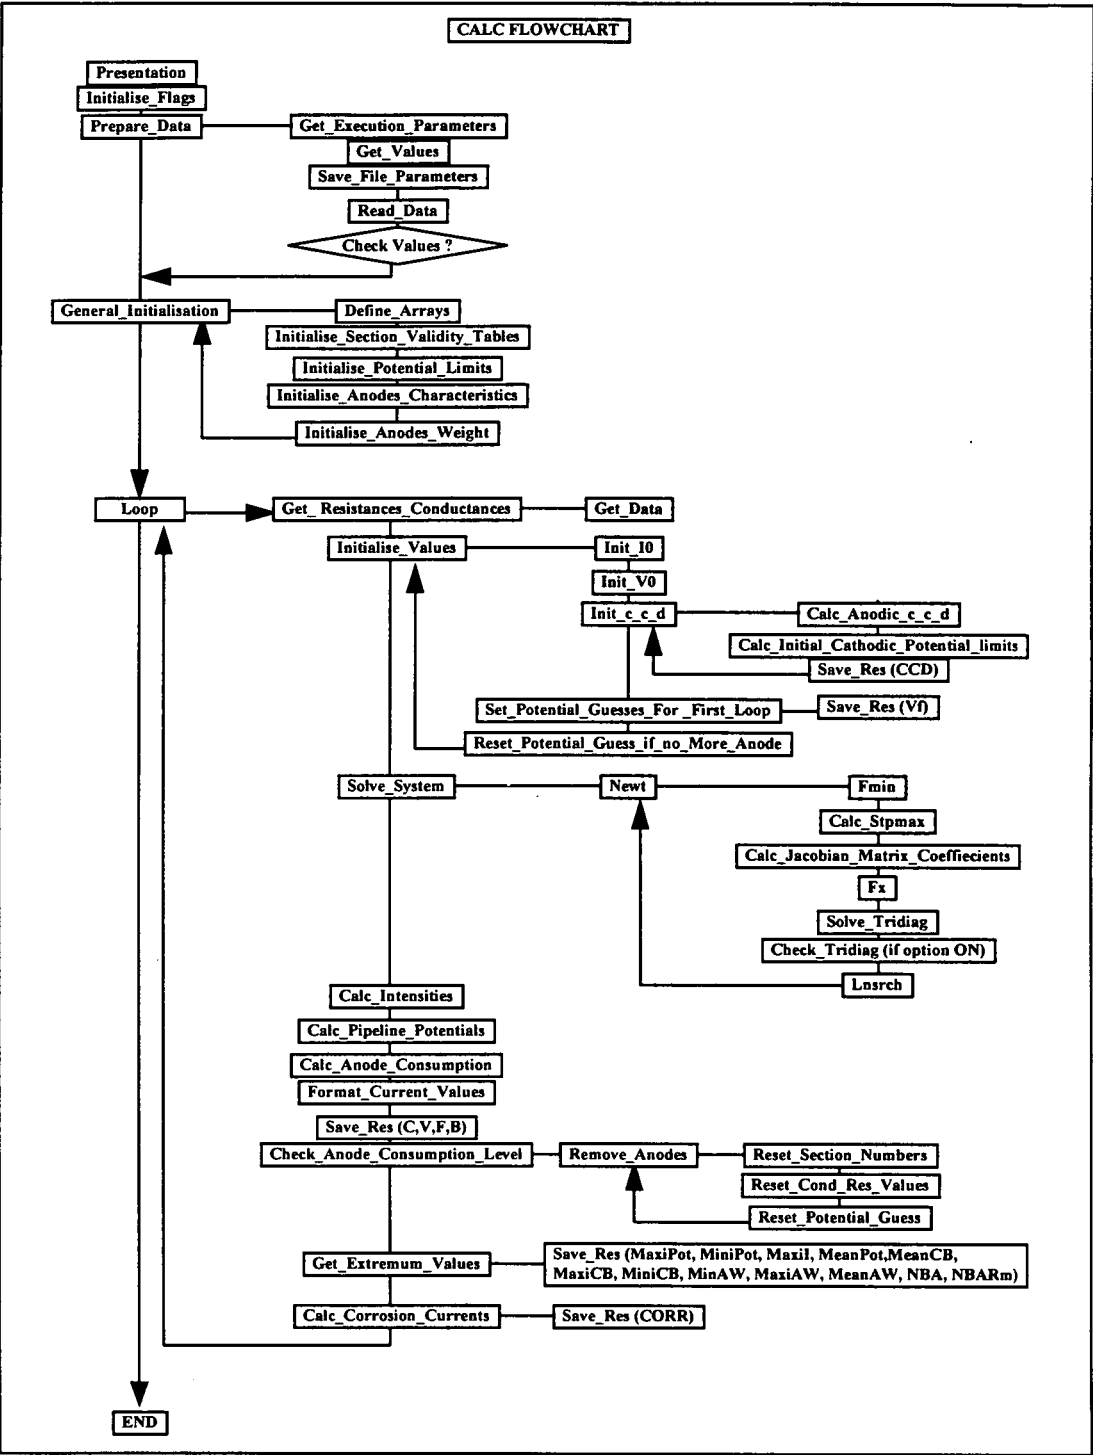 CALC FLOWCHART
Presentation
Initialise_Flags
Prepare_Data
Get_Execution_Parameters
Get_Values
Save_File_Parameters
Read_Data
Check Values ?
General_Initialisation
Define_Arrays
Initialise_Section_Validity_Tables
Initialise_Potential_Limits
Initialise_Anodes_Characteristics
Initialise_Anodes_Weight
Loop
Get_ Resistances_Conductances
Get_Data
Initialise_Values
Init_I0
Init_V0
Init_c_c_d
Calc_Anodic_c_c_d
Calc_Initial_Cathodic_Potential_limits
Save_Res (CCD)
Set_Potential_Guesses_For _First_Loop
Save_Res (Vf)
Reset_Potential_Guess_if_no_More_Anode
Solve_System
Newt
Fmin
Calc_Stpmax
Calc_Jacobian_Matrix_Coeffiecients
Fx
Solve_Tridiag
Check_Tridiag (if option ON)
Lnsrch
Calc_Intensities
Calc_Pipeline_Potentials
Calc_Anode_Consumption
Format_Current_Values
Save_Res (C,V,F,B)
Check_Anode_Consumption_Level
Remove_Anodes
Reset_Section_Numbers
Reset_Cond_Res_Values
Reset_Potential_Guess
Get_Extremum_Values
Save_Res (MaxiPot, MiniPot, MaxiI, MeanPot,MeanCB,
MaxiCB, MiniCB, MinAW, MaxiAW, MeanAW, NBA, NBARm)
Calc_Corrosion_Currents
Save_Res (CORR)
END